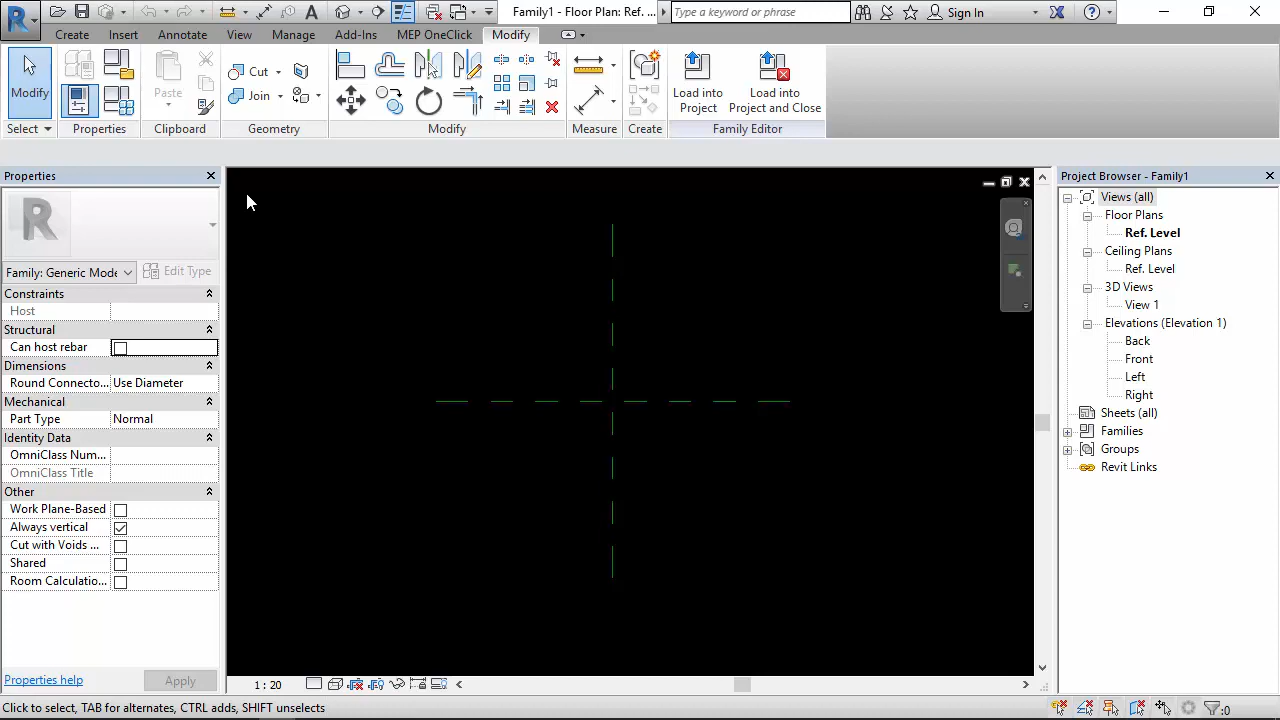 Family1 - Floor Plan: Ref. ...
Type a keyword or phrase
Sign In
Create
Insert
Annotate
View
Manage
Add-Ins
MEP OneClick
Modify
Modify
Paste
Cut
Join
Load into
Project
Load into
Project and Close
Select
Properties
Clipboard
Geometry
Modify
Measure
Create
Family Editor
Properties
Project Browser - Family1
R
Family: Generic Mode
Edit Type
Constraints
Host
Structural
Can host rebar
Dimensions
Round Connecto... Use Diameter
Mechanical
Part Type Normal
Identity Data
OmniClass Num...
OmniClass Title
Other
Work Plane-Based
Always vertical
Cut with Voids ...
Shared
Room Calculatio...
Properties help
Apply
Views (all)
Floor Plans
Ref. Level
Ceiling Plans
Ref. Level
3D Views
View 1
Elevations (Elevation 1)
Back
Front
Left
Right
Sheets (all)
Families
Groups
Revit Links
1 : 20
Click to select, TAB for alternates, CTRL adds, SHIFT unselects
:0